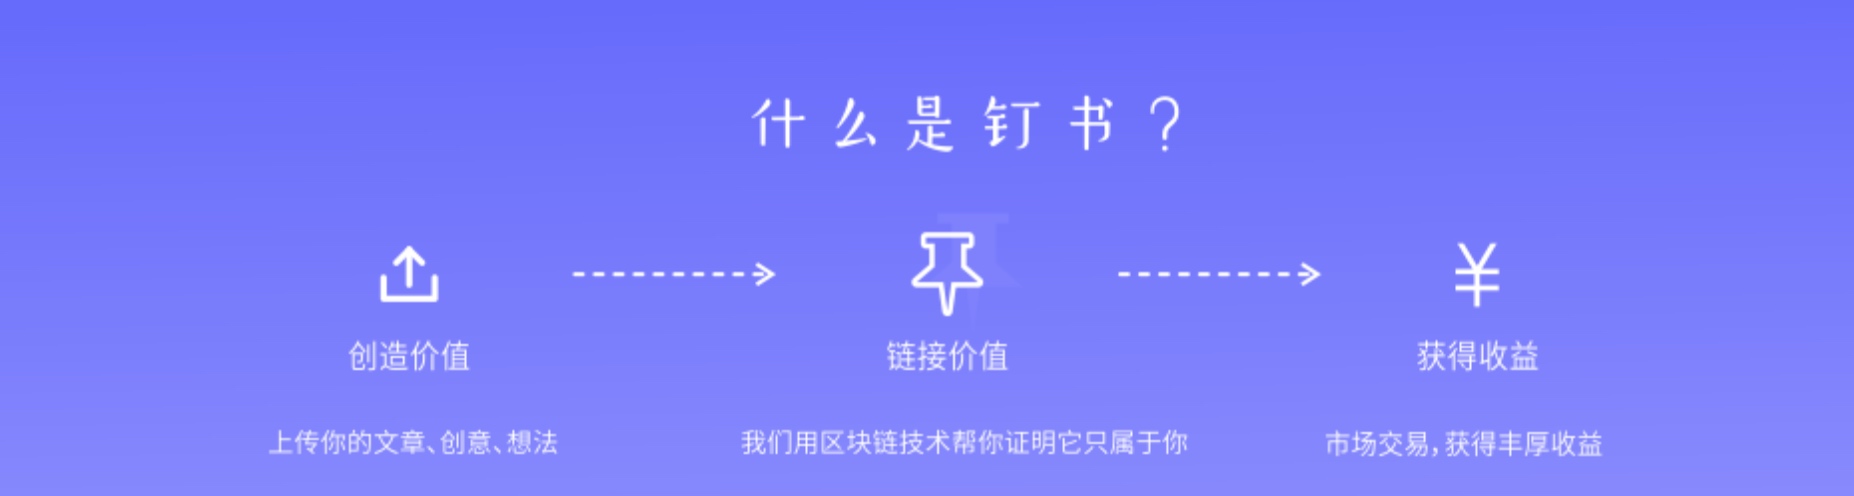 什么是钉书？
创造价值
链接价值
获得收益
上传你的文章、创意、想法
我们用区块链技术帮你证明它只属于你
市场交易，获得丰厚收益